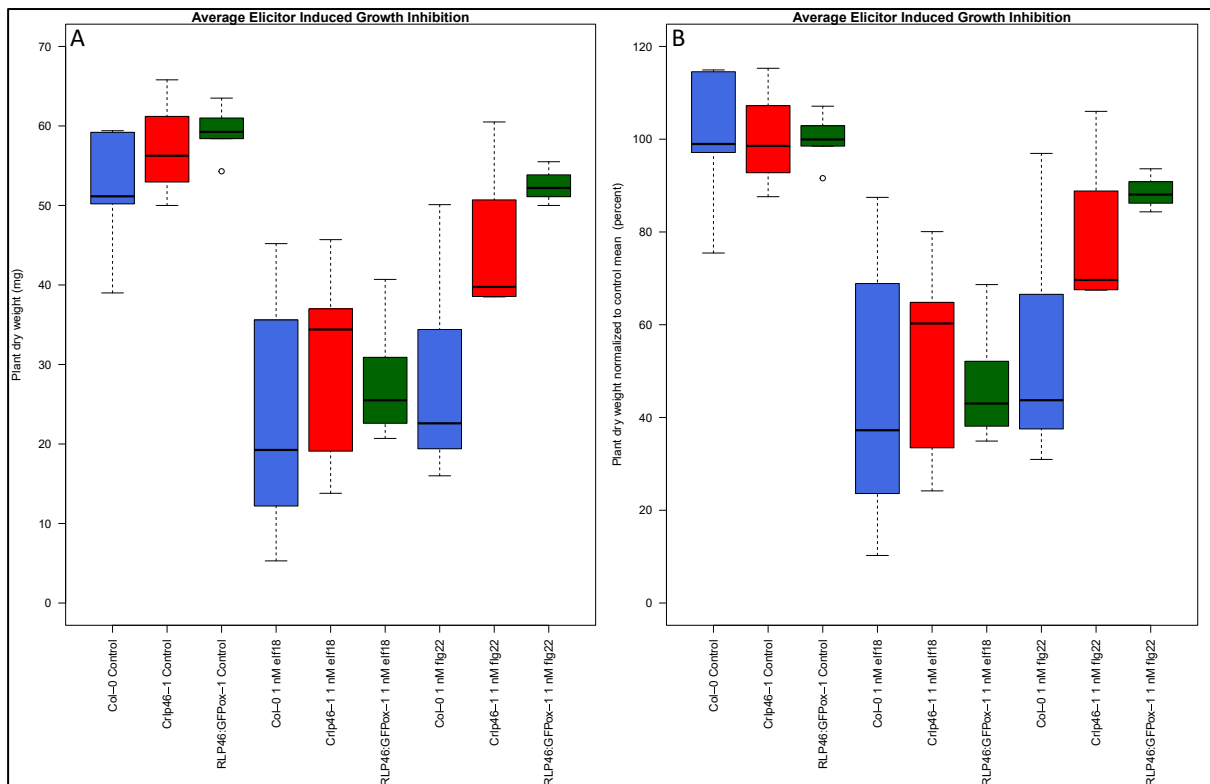 Average Elicitor Induced Growth Inhibition
A
Plant dry weight (mg)
70
60
50
40
30
20
10
0
Col–0 Control
Crlp46–1 Control
RLP46:GFPox–1 Control
Col–0 1 nM elf18
Crlp46–1 1 nM elf18
RLP46:GFPox–1 1 nM elf18
Col–0 1 nM flg22
Crlp46–1 1 nM flg22
RLP46:GFPox–1 1 nM flg22
Average Elicitor Induced Growth Inhibition
B
Plant dry weight normalized to control mean (percent)
120
100
80
60
40
20
0
Col–0 Control
Crlp46–1 Control
RLP46:GFPox–1 Control
Col–0 1 nM elf18
Crlp46–1 1 nM elf18
RLP46:GFPox–1 1 nM elf18
Col–0 1 nM flg22
Crlp46–1 1 nM flg22
RLP46:GFPox–1 1 nM flg22